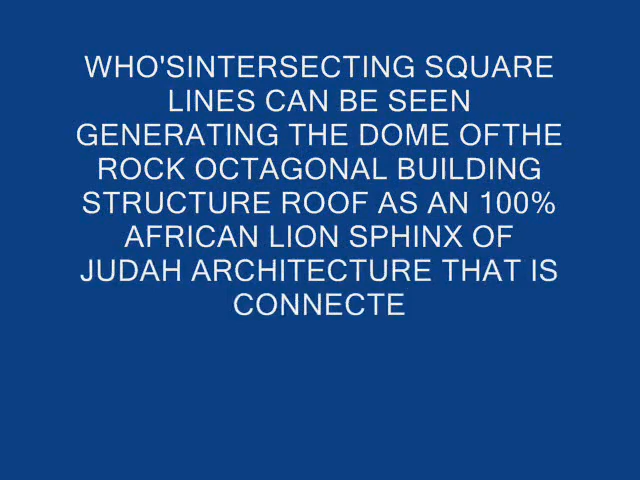 WHO'SINTERSECTING SQUARE
LINES CAN BE SEEN
GENERATING THE DOME OFTHE
ROCK OCTAGONAL BUILDING
STRUCTURE ROOF AS AN 100%
AFRICAN LION SPHINX OF
JUDAH ARCHITECTURE THAT IS
CONNECTE